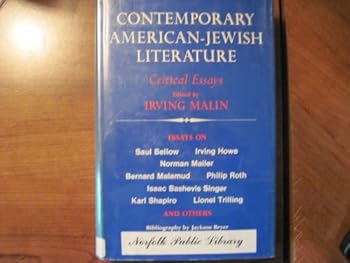 CONTEMPORARY
AMERICAN-JEWISH
LITERATURE
Critical Essays
Edited by
IRVING MALIN
ESSAYS ON
Saul Bellow Irving Howe
Norman Mailer
Bernard Malamud Philip Roth
Isaac Bashevis Singer
Karl Shapiro Lionel Trilling
AND OTHERS
Bibliography by Jackson Bryer
Norfolk Public Library